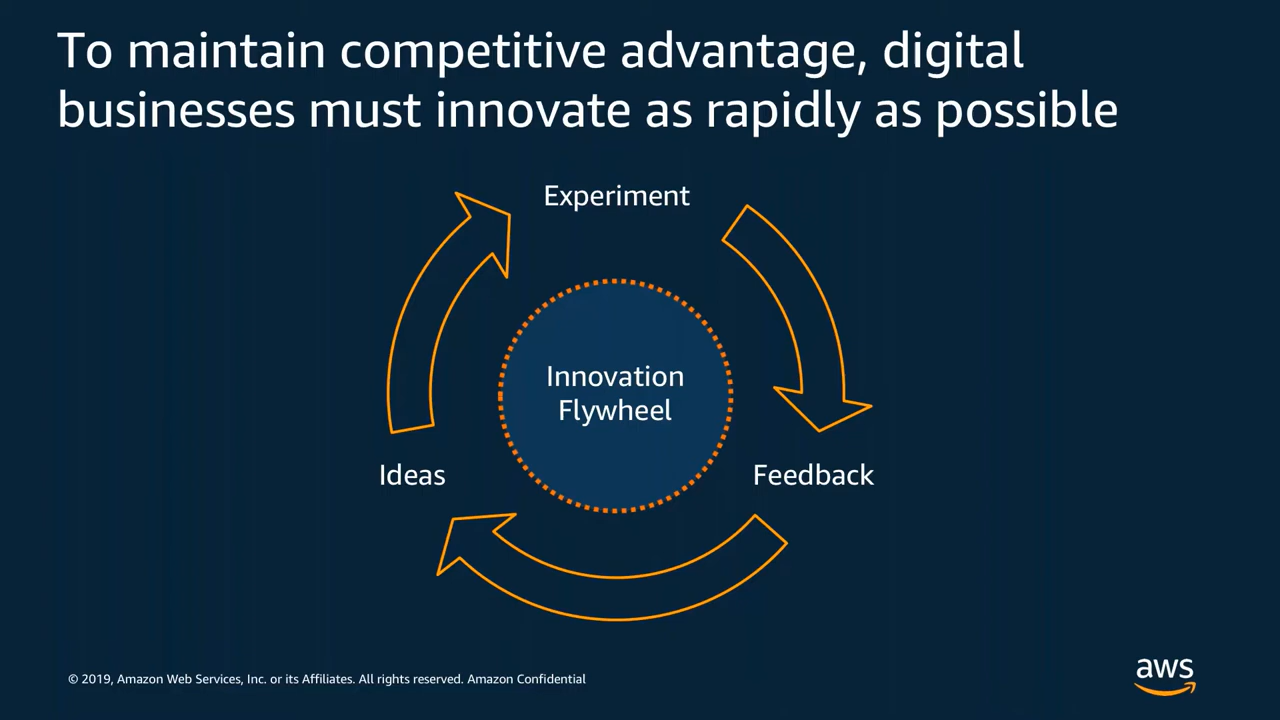 To maintain competitive advantage, digital
businesses must innovate as rapidly as possible
Experiment
Innovation
Flywheel
Ideas
Feedback
© 2019, Amazon Web Services, Inc. or its Affiliates. All rights reserved. Amazon Confidential
aws